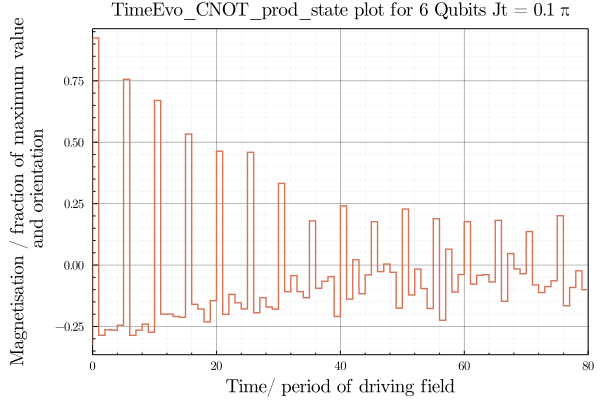 TimeEvo_CNOT_prod_state plot for 6 Qubits Jt = 0.1 π
Magnetisation / fraction of maximum value
and orientation
0.75
0.50
0.25
0.00
−0.25
0 20 40 60 80
Time/ period of driving field